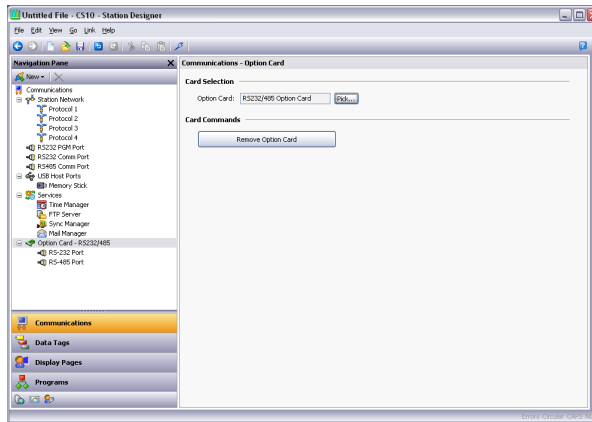 Untitled File - CS10 - Station Designer
File Edit View Go Link Help
Navigation Pane
New
Communications
Station Network
Protocol 1
Protocol 2
Protocol 3
Protocol 4
RS232 PGM Port
RS232 Comm Port
RS485 Comm Port
USB Host Ports
Memory Stick
Services
Time Manager
FTP Server
Sync Manager
Mail Manager
Option Card - RS232/485
RS-232 Port
RS-485 Port
Communications
Data Tags
Display Pages
Programs
Communications - Option Card
Card Selection
Option Card: RS232/485 Option Card Pick...
Card Commands
Remove Option Card
Errors Circular CAPS